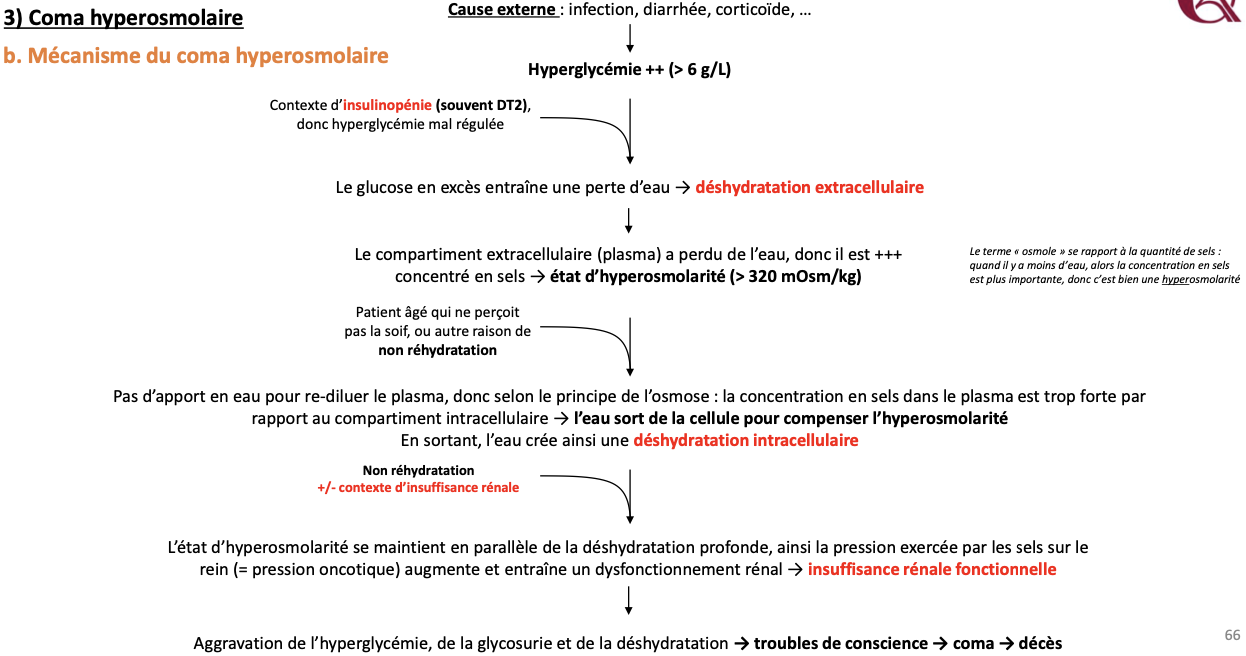 3) Coma hyperosmolaire
Cause externe : infection, diarrhée, corticoïde, ...
b. Mécanisme du coma hyperosmolaire
Hyperglycémie ++ (> 6 g/L)
Contexte d’insulinopénie (souvent DT2),
donc hyperglycémie mal régulée
Le glucose en excès entraîne une perte d’eau → déshydratation extracellulaire
Le compartiment extracellulaire (plasma) a perdu de l’eau, donc il est +++
concentré en sels → état d’hyperosmolarité (> 320 mOsm/kg)
Le terme « osmole » se rapport à la quantité de sels :
quand il y a moins d’eau, alors la concentration en sels
est plus importante, donc c’est bien une hyperosmolarité
Patient âgé qui ne perçoit
pas la soif, ou autre raison de
non réhydratation
Pas d’apport en eau pour re-diluer le plasma, donc selon le principe de l’osmose : la concentration en sels dans le plasma est trop forte par
rapport au compartiment intracellulaire → l’eau sort de la cellule pour compenser l’hyperosmolarité
En sortant, l’eau crée ainsi une déshydratation intracellulaire
Non réhydratation
+/- contexte d’insuffisance rénale
L’état d’hyperosmolarité se maintient en parallèle de la déshydratation profonde, ainsi la pression exercée par les sels sur le
rein (= pression oncotique) augmente et entraîne un dysfonctionnement rénal → insuffisance rénale fonctionnelle
Aggravation de l’hyperglycémie, de la glycosurie et de la déshydratation → troubles de conscience → coma → décès
66